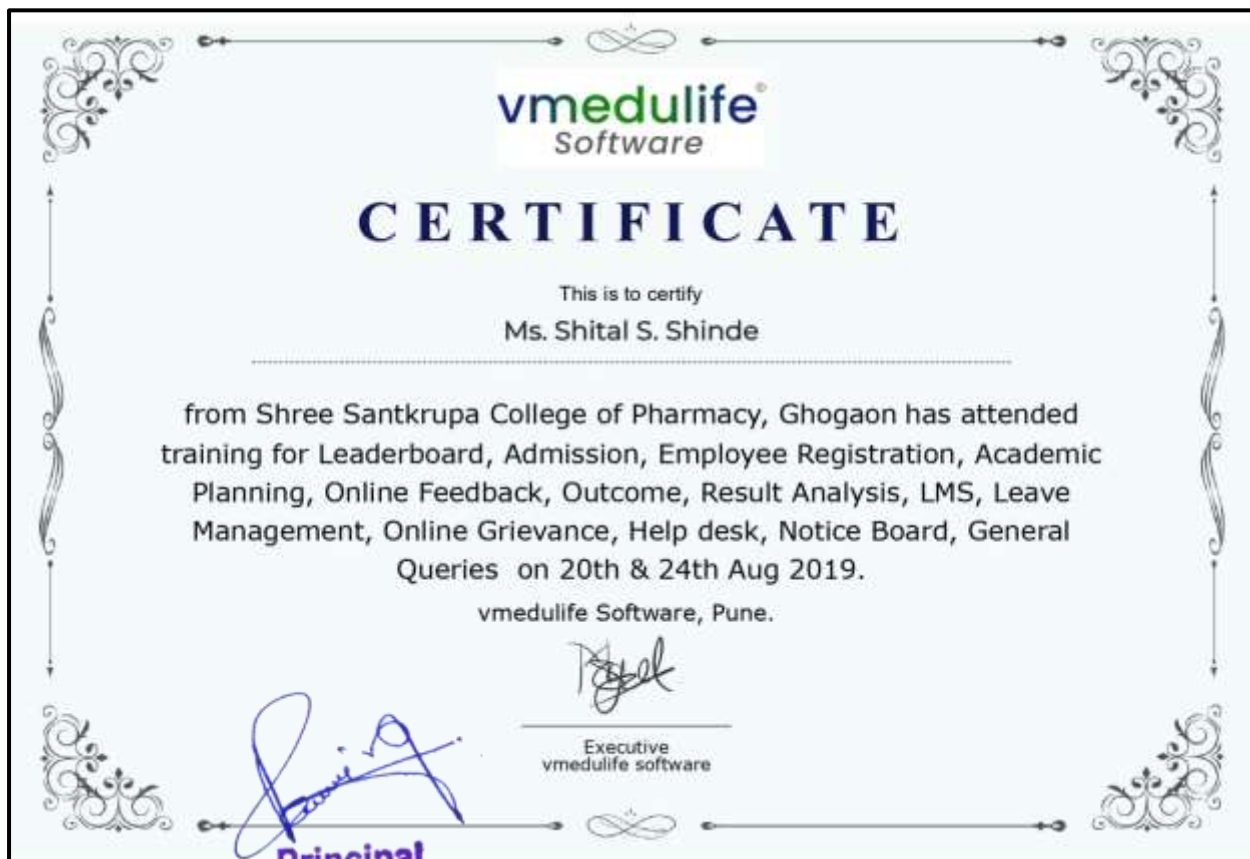 vmedulife
Software
CERTIFICATE
This is to certify
Ms. Shital S. Shinde
from Shree Santkrupa College of Pharmacy, Ghogaon has attended
training for Leaderboard, Admission, Employee Registration, Academic
Planning, Online Feedback, Outcome, Result Analysis, LMS, Leave
Management, Online Grievance, Help desk, Notice Board, General
Queries on 20th & 24th Aug 2019.
vmedulife Software, Pune.
Executive
vmedulife software
Principal